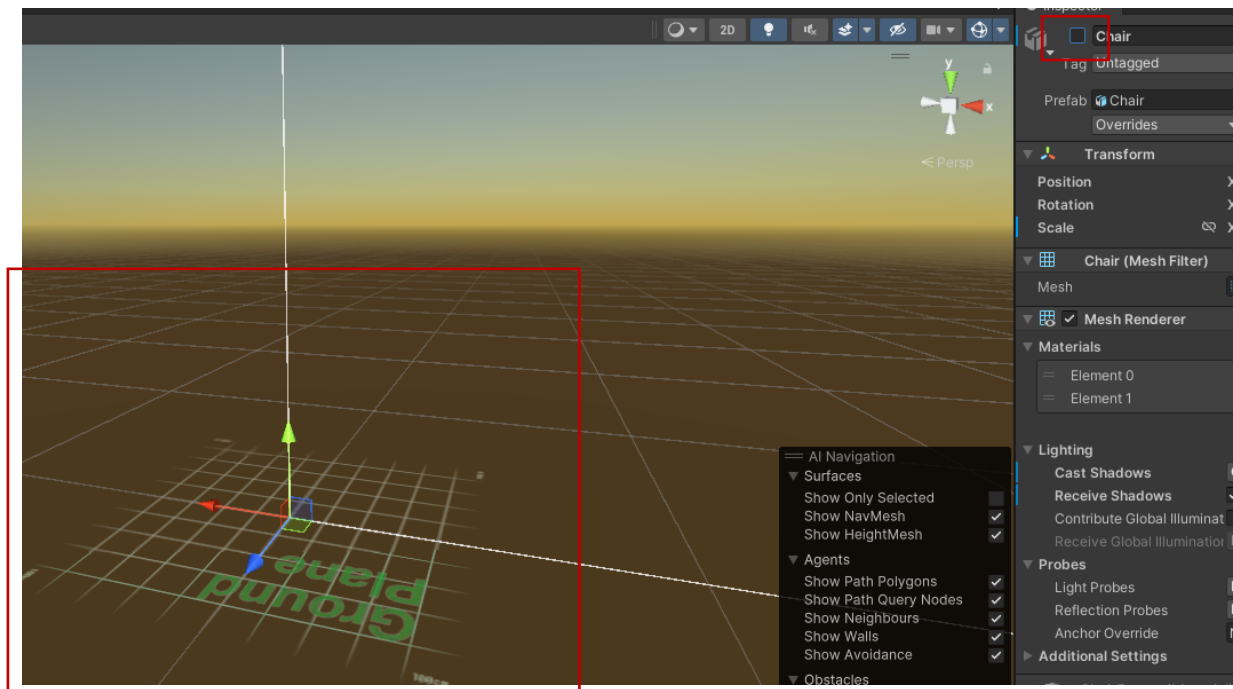 Inspector
2D
Chair
Tag Untagged
Prefab Chair
Overrides
y
x
Persp
Transform
Position X
Rotation X
Scale X
Chair (Mesh Filter)
Mesh
Mesh Renderer
Materials
Element 0
Element 1
Lighting
Cast Shadows
Receive Shadows
Contribute Global Illuminat
Receive Global Illumination
Probes
Light Probes
Reflection Probes
Anchor Override
Additional Settings
AI Navigation
Surfaces
Show Only Selected
Show NavMesh
Show HeightMesh
Agents
Show Path Polygons
Show Path Query Nodes
Show Neighbours
Show Walls
Show Avoidance
Obstacles
Ground
Plane
100cm